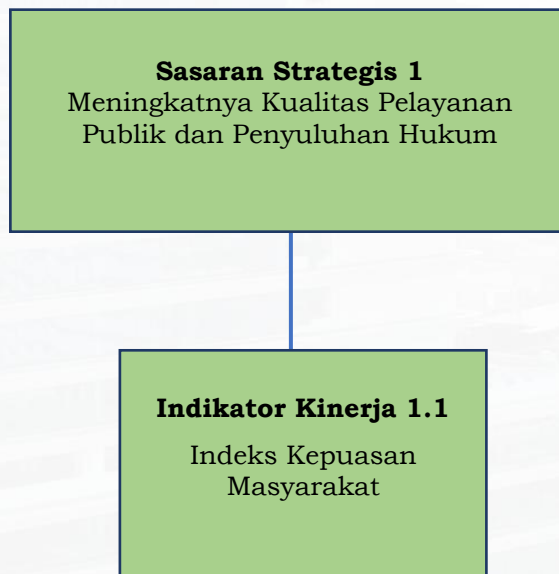 Sasaran Strategis 1
Meningkatnya Kualitas Pelayanan
Publik dan Penyuluhan Hukum
Indikator Kinerja 1.1
Indeks Kepuasan
Masyarakat